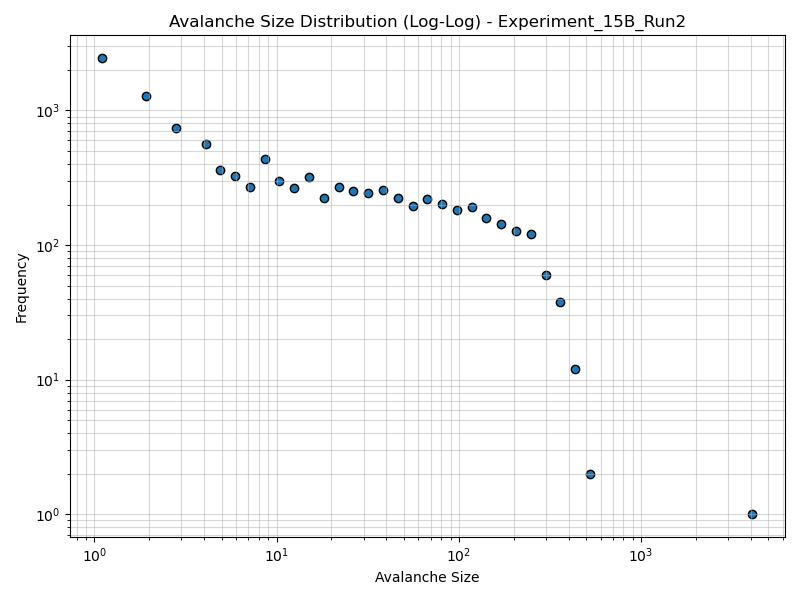 Avalanche Size Distribution (Log-Log) - Experiment_15B_Run2
Frequency
10³
10²
10¹
10⁰
10⁰ 10¹ 10² 10³
Avalanche Size